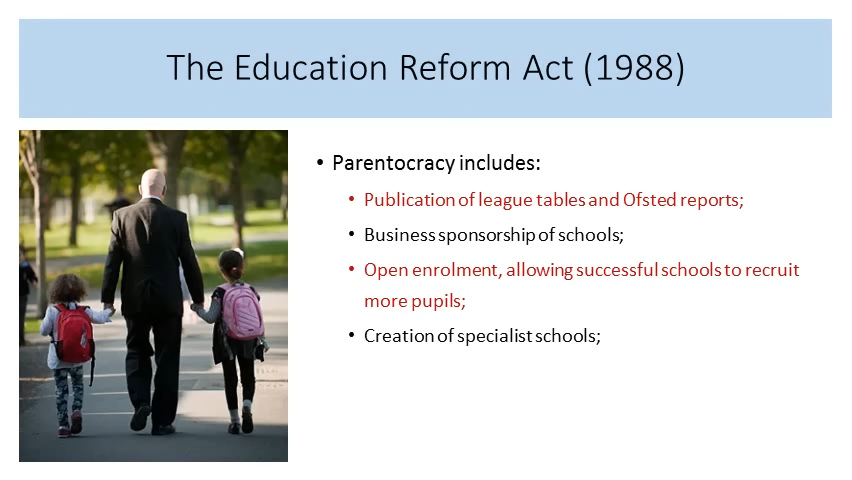 The Education Reform Act (1988)
• Parentocracy includes:
• Publication of league tables and Ofsted reports;
• Business sponsorship of schools;
• Open enrolment, allowing successful schools to recruit
more pupils;
• Creation of specialist schools;